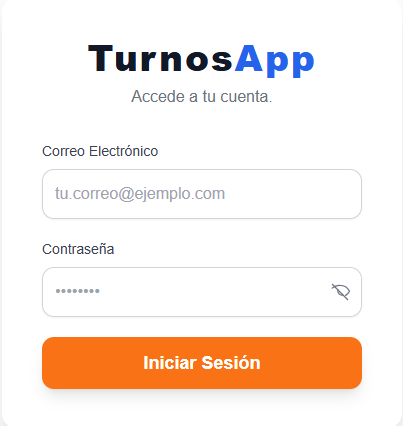 TurnosApp
Accede a tu cuenta.
Correo Electrónico
tu.correo@ejemplo.com
Contraseña
••••••••
Iniciar Sesión